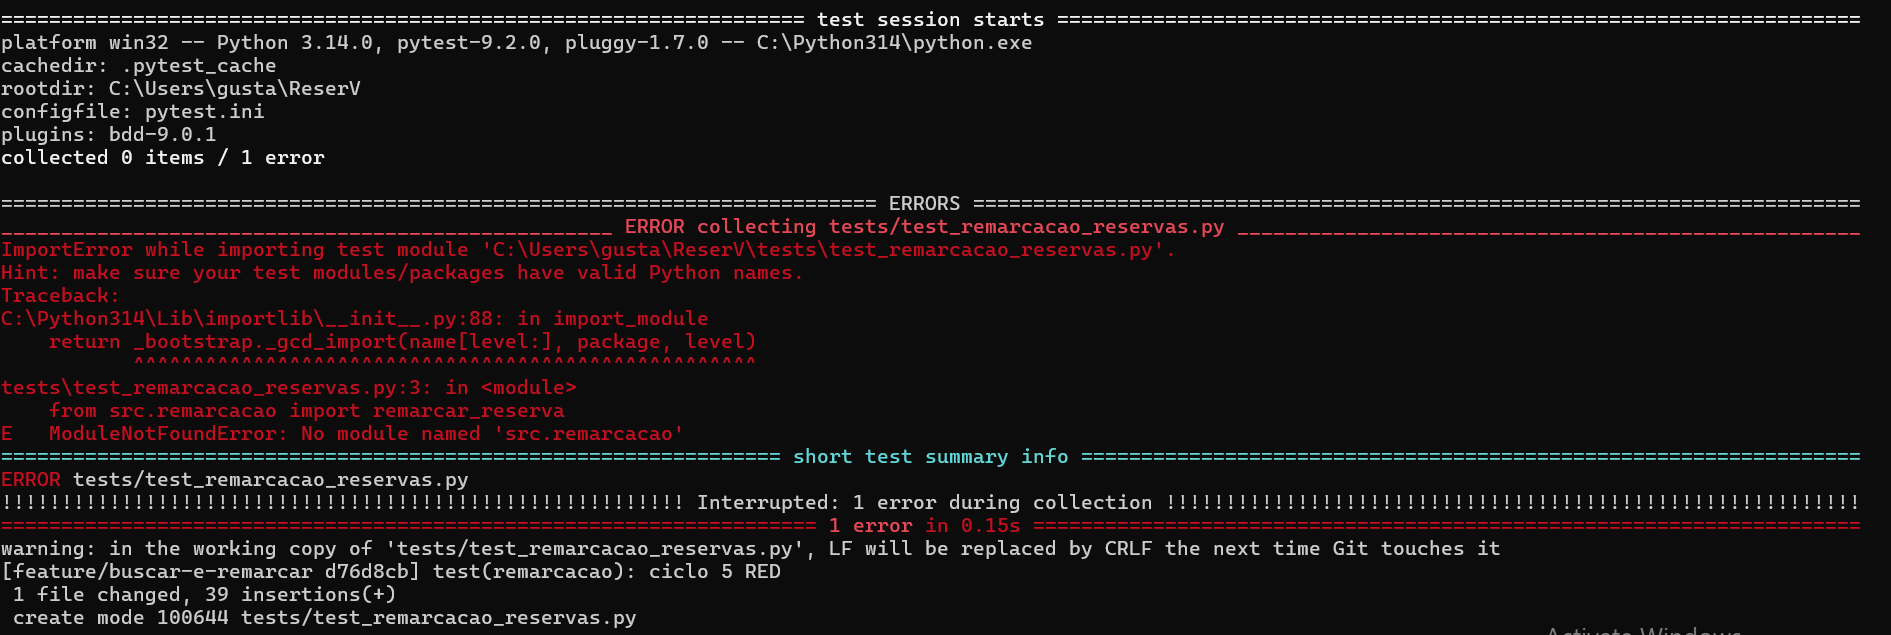 =================================================================== test session starts ===================================================================
platform win32 -- Python 3.14.0, pytest-9.2.0, pluggy-1.7.0 -- C:\Python314\python.exe
cachedir: .pytest_cache
rootdir: C:\Users\gusta\ReserV
configfile: pytest.ini
plugins: bdd-9.0.1
collected 0 items / 1 error
========================================================================= ERRORS ==========================================================================
___________________________________________________ ERROR collecting tests/test_remarcacao_reservas.py ____________________________________________________
ImportError while importing test module 'C:\Users\gusta\ReserV\tests\test_remarcacao_reservas.py'.
Hint: make sure your test modules/packages have valid Python names.
Traceback:
C:\Python314\Lib\importlib\__init__.py:88: in import_module
    return _bootstrap._gcd_import(name[level:], package, level)
           ^^^^^^^^^^^^^^^^^^^^^^^^^^^^^^^^^^^^^^^^^^^^^^^^^^^^
tests\test_remarcacao_reservas.py:3: in <module>
    from src.remarcacao import remarcar_reserva
E   ModuleNotFoundError: No module named 'src.remarcacao'
================================================================= short test summary info =================================================================
ERROR tests/test_remarcacao_reservas.py
!!!!!!!!!!!!!!!!!!!!!!!!!!!!!!!!!!!!!!!!!!!!!!!!!!!!!!!!! Interrupted: 1 error during collection !!!!!!!!!!!!!!!!!!!!!!!!!!!!!!!!!!!!!!!!!!!!!!!!!!!!!!!!!!
==================================================================== 1 error in 0.15s =====================================================================
warning: in the working copy of 'tests/test_remarcacao_reservas.py', LF will be replaced by CRLF the next time Git touches it
[feature/buscar-e-remarcar d76d8cb] test(remarcacao): ciclo 5 RED
 1 file changed, 39 insertions(+)
 create mode 100644 tests/test_remarcacao_reservas.py
Activate Windows